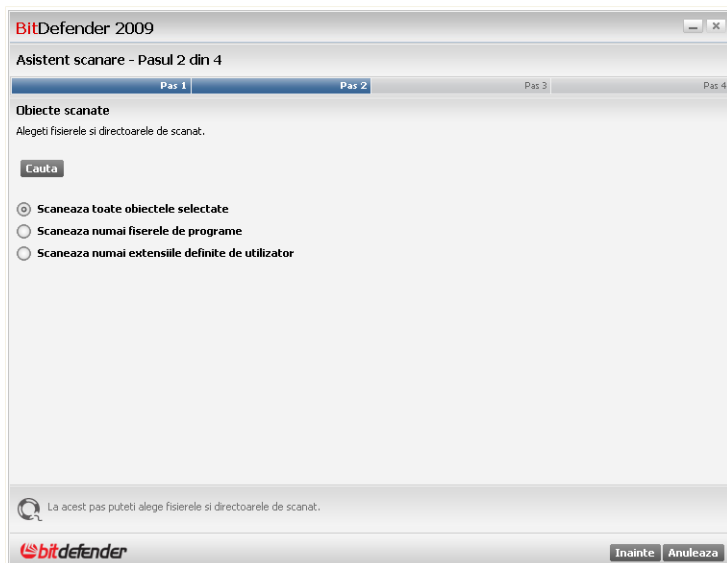 BitDefender 2009
Asistent scanare - Pasul 2 din 4
Pas 1 Pas 2 Pas 3 Pas 4
Obiecte scanate
Alegeti fisierele si directoarele de scanat.
Cauta
Scaneaza toate obiectele selectate
Scaneaza numai fiserele de programe
Scaneaza numai extensiile definite de utilizator
La acest pas puteti alege fisierele si directoarele de scanat.
bitdefender
Inainte Anuleaza